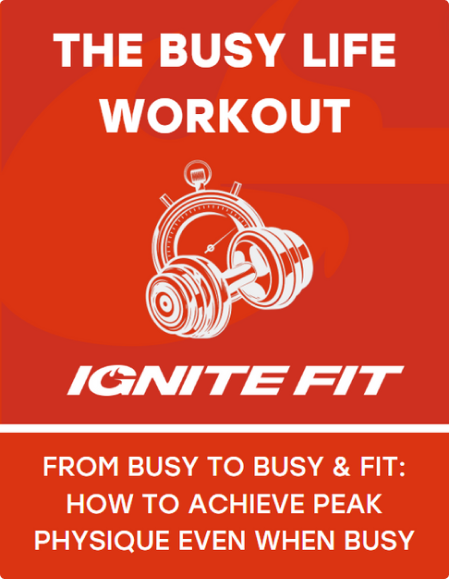 THE BUSY LIFE
WORKOUT
IGNITE FIT
FROM BUSY TO BUSY & FIT:
HOW TO ACHIEVE PEAK
PHYSIQUE EVEN WHEN BUSY